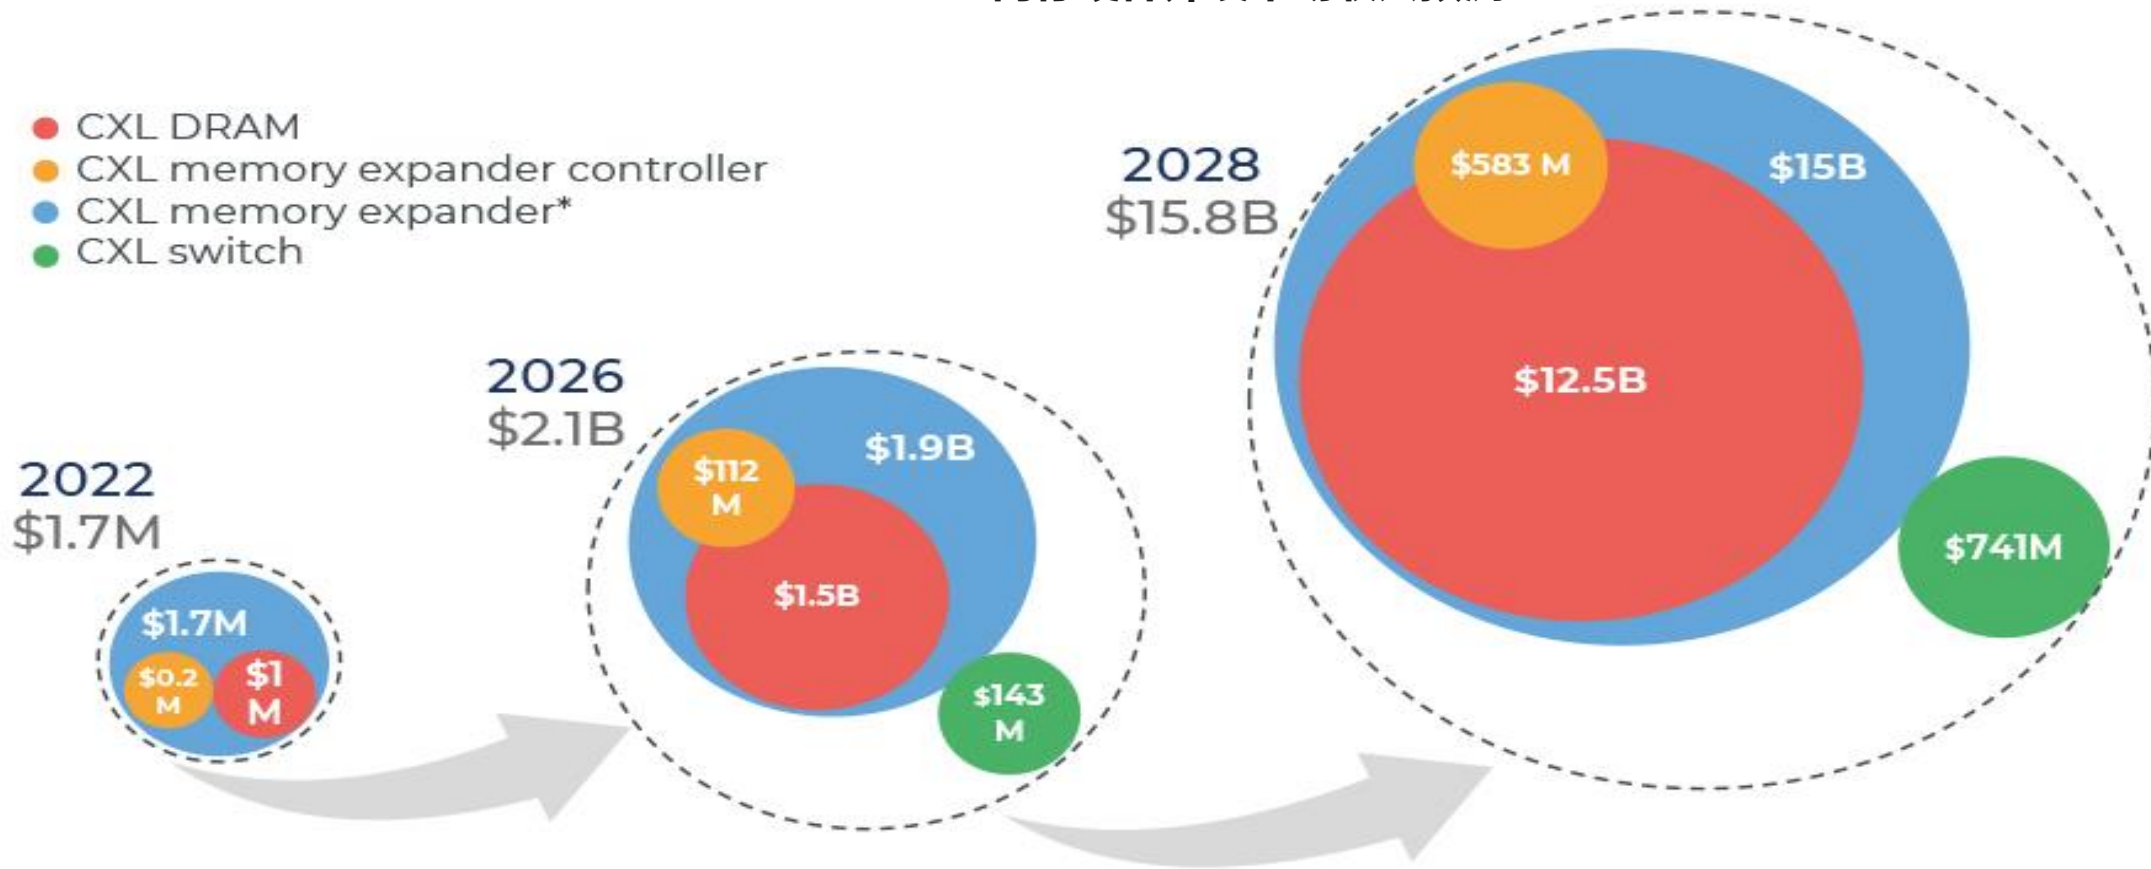 CXL DRAM
CXL memory expander controller
CXL memory expander*
CXL switch
2022
$1.7M
$1.7M
$0.2
M
$1
M
2026
$2.1B
$1.9B
$112
M
$1.5B
$143
M
2028
$15.8B
$583 M
$15B
$12.5B
$741M